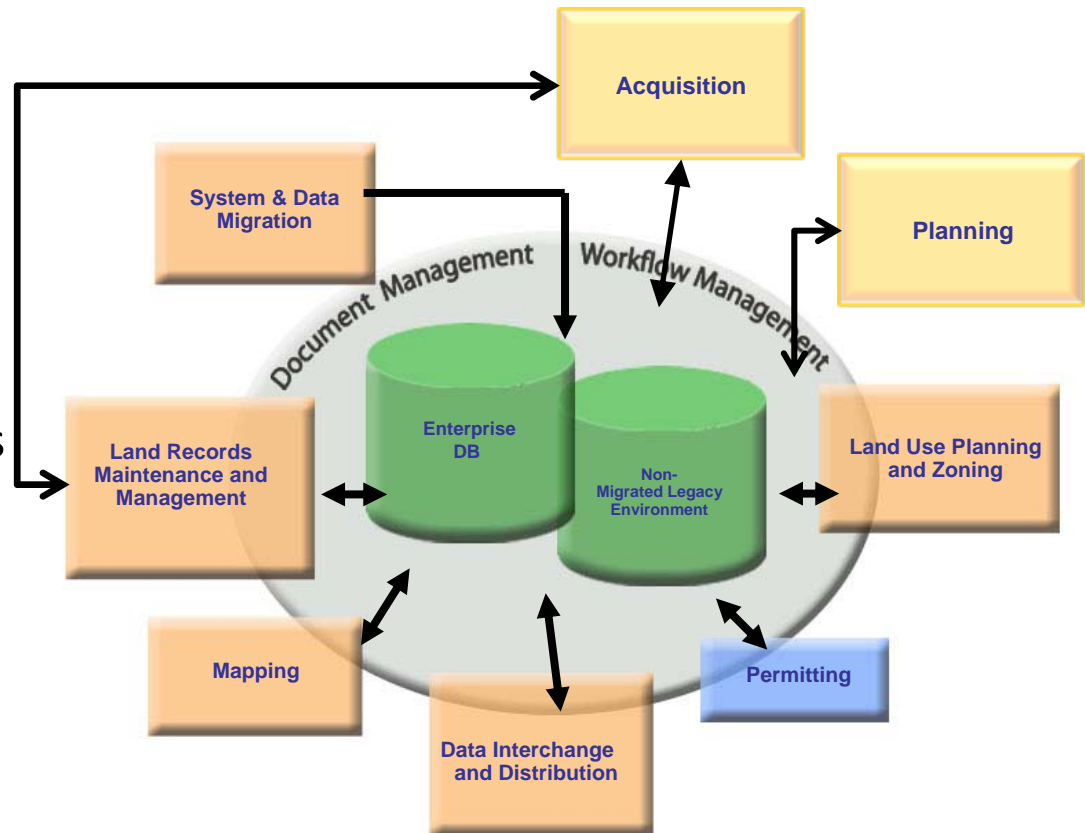 Acquisition
System & Data
Migration
Planning
Document Management
Workflow Management
S
Enterprise
DB
Land Records
Maintenance and
Management
Non-
Migrated Legacy
Environment
Land Use Planning
and Zoning
Mapping
Permitting
Data Interchange
and Distribution